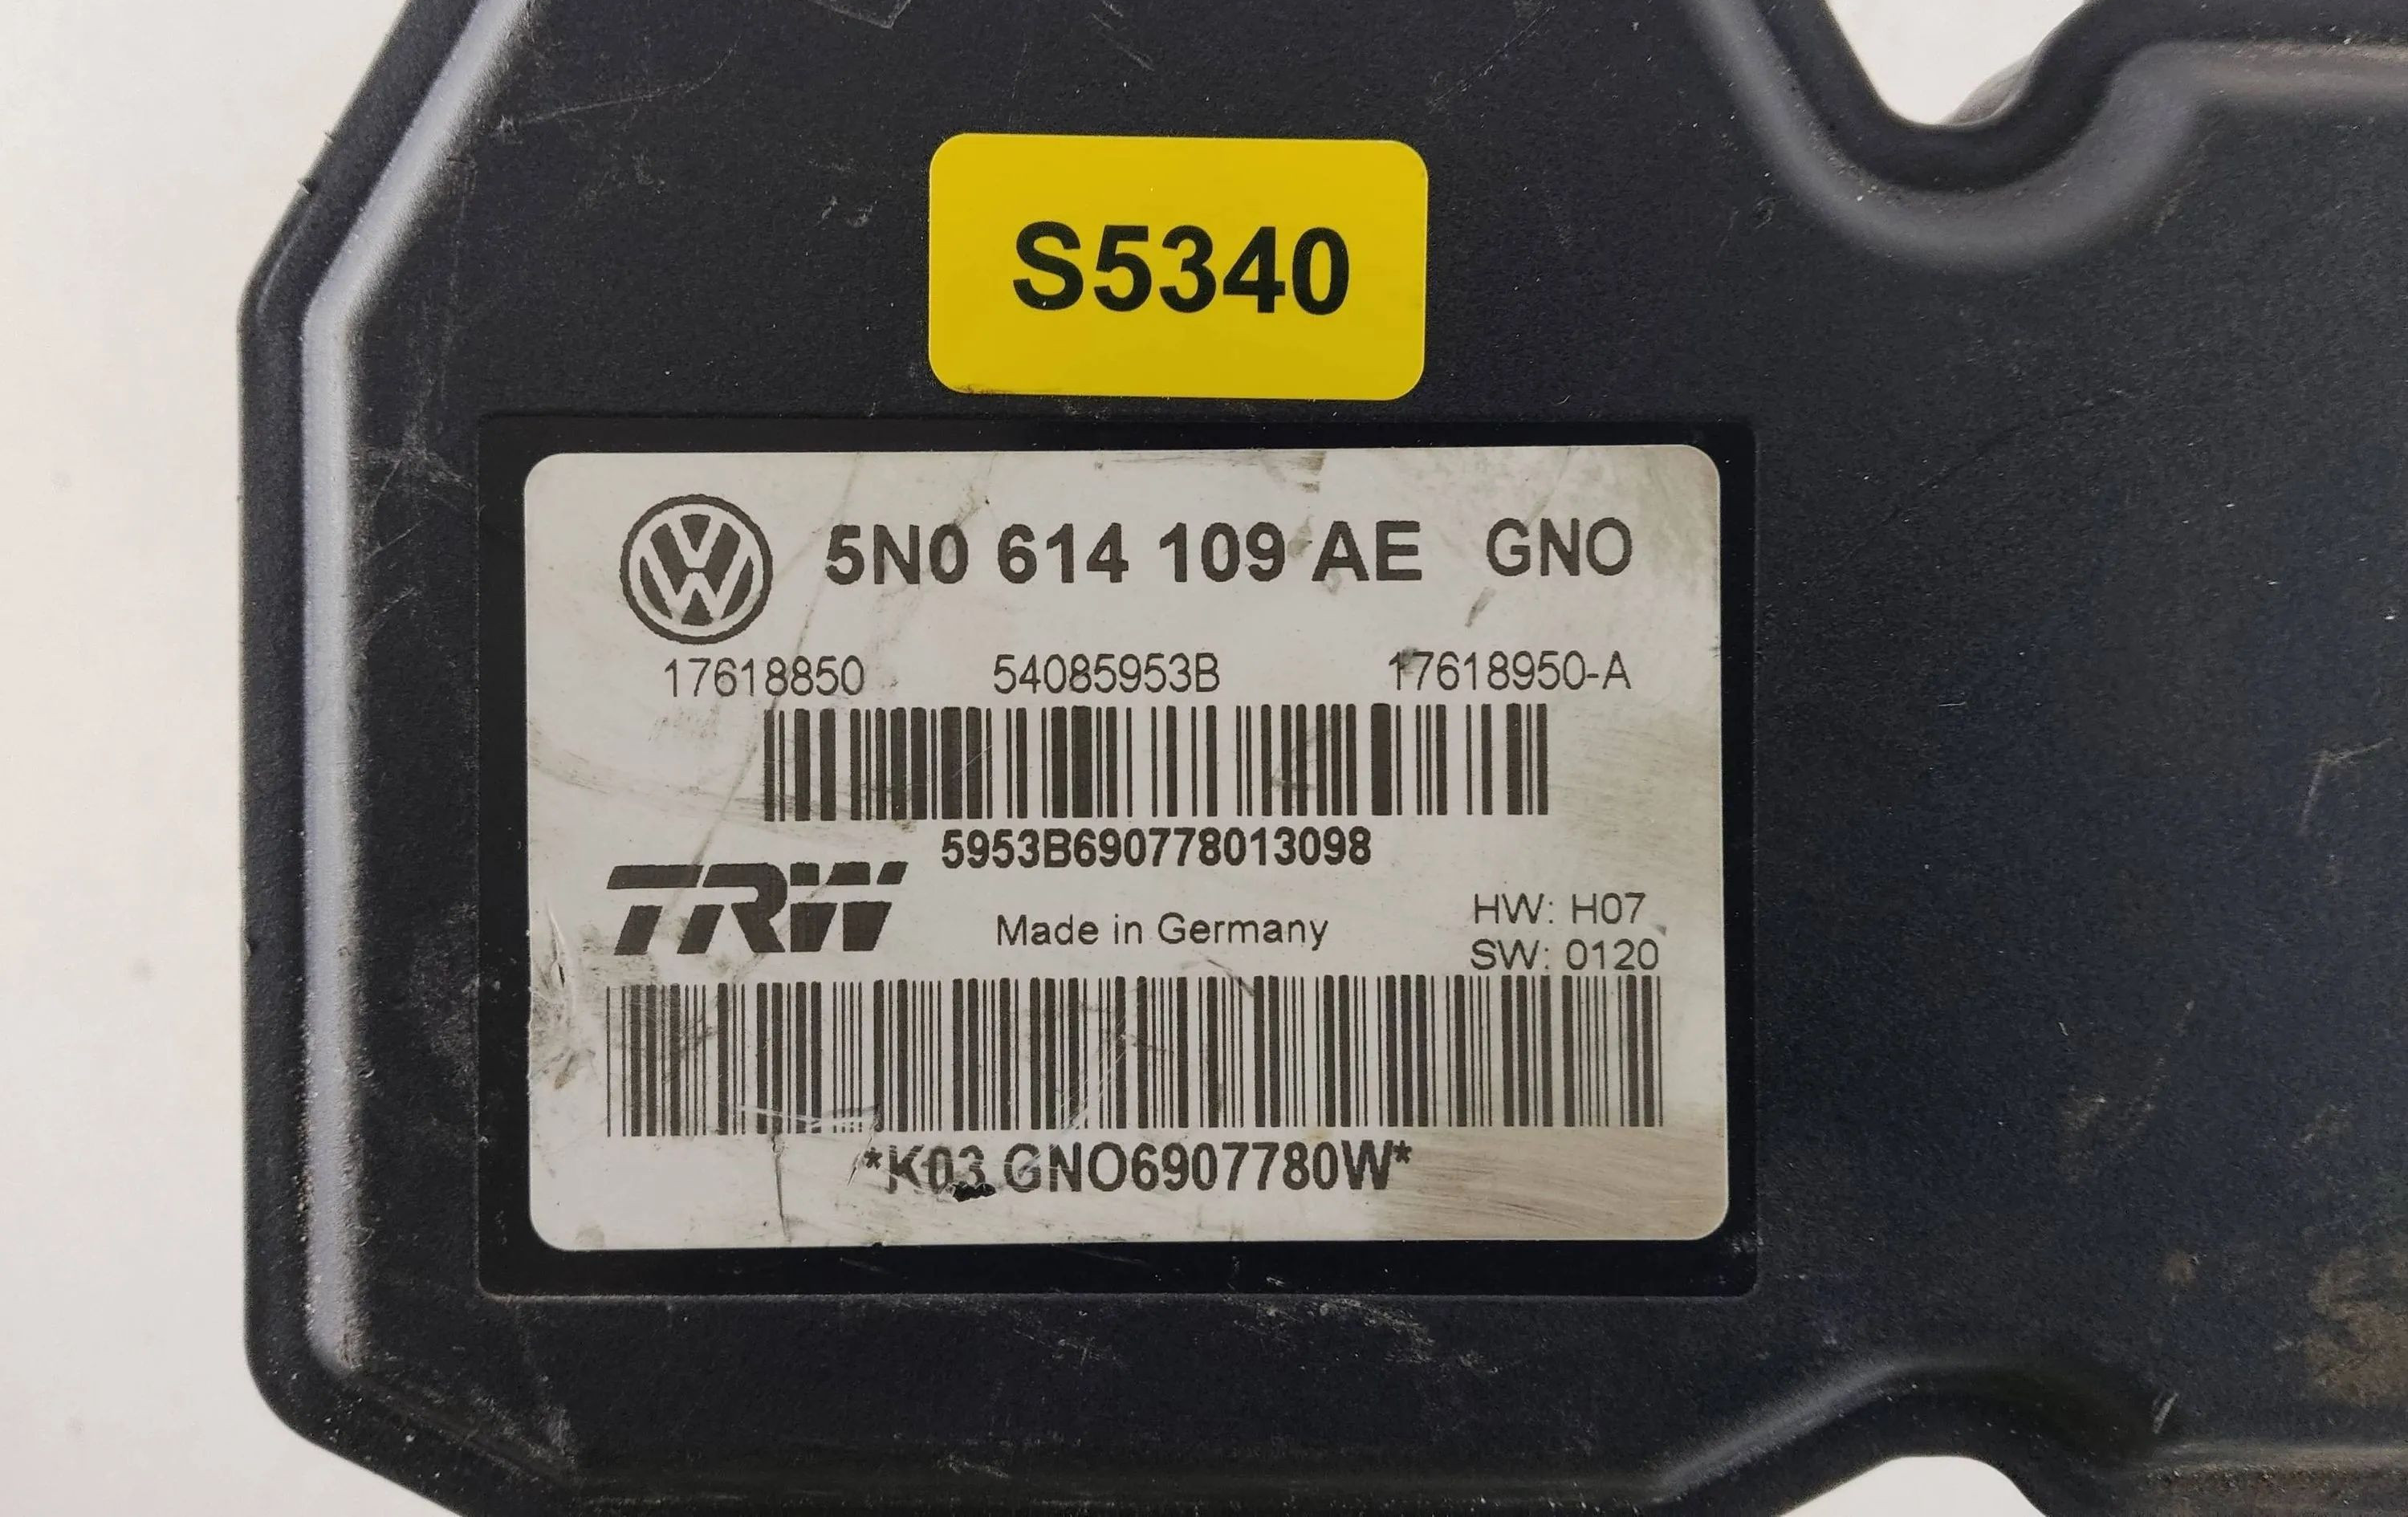 S5340
5N0 614 109 AE GNO
17618850 54085953B 17618950-A
5953B690778013098
TRW Made in Germany HW: H07
SW: 0120
*K03 GNO6907780W*